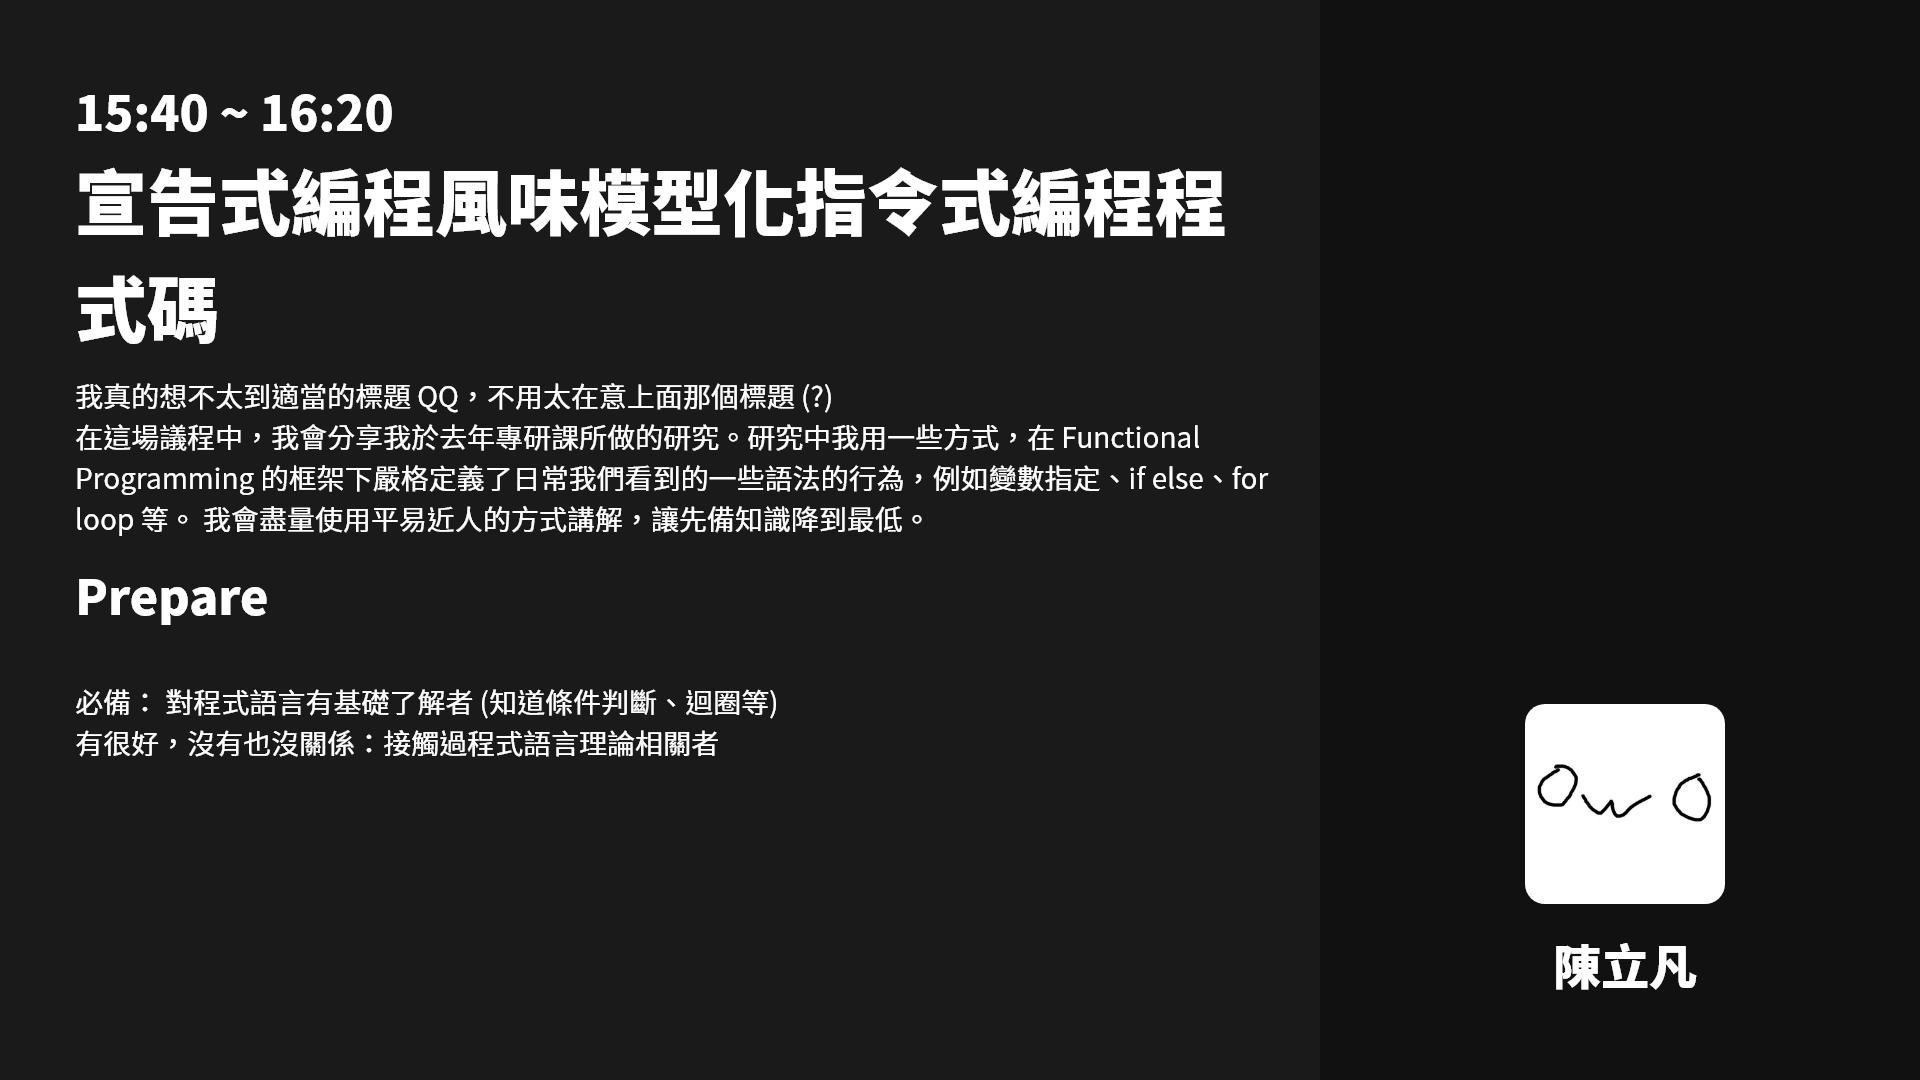 15:40 ~ 16:20
宣告式編程風味模型化指令式編程程
式碼
我真的想不太到適當的標題 QQ，不用太在意上面那個標題 (?)
在這場議程中，我會分享我於去年專研課所做的研究。研究中我用一些方式，在 Functional
Programming 的框架下嚴格定義了日常我們看到的一些語法的行為，例如變數指定、if else、for
loop 等。 我會盡量使用平易近人的方式講解，讓先備知識降到最低。
Prepare
必備： 對程式語言有基礎了解者 (知道條件判斷、迴圈等)
有很好，沒有也沒關係：接觸過程式語言理論相關者
OwO
陳立凡